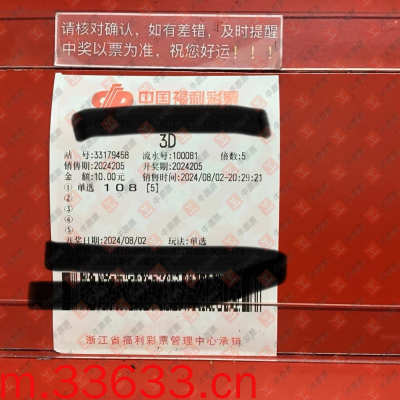 请核对确认，如有差错，及时提醒
中奖以票为准，祝您好运！！！
中国福利彩票
3D
站 号:33179458 流水号:100081 倍数:5
销售期:2024205 开奖期:2024205
金 额:10.00元 销售时间:2024/08/02-20:29:21
① 单选 108 [5]
②
③
④
⑤
开奖日期:2024/08/02 玩法:单选
浙江省福利彩票管理中心承销
m.33633.cn